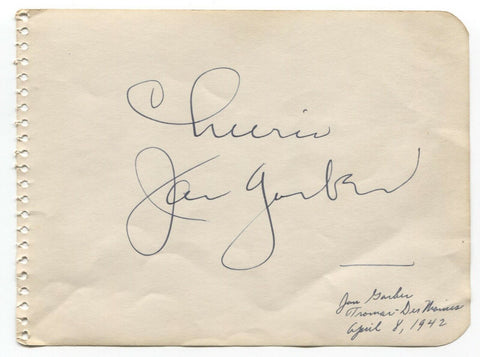 Cheerio
Jan Garber
Jan Garber
Tromar-Des Moines
April 8, 1942